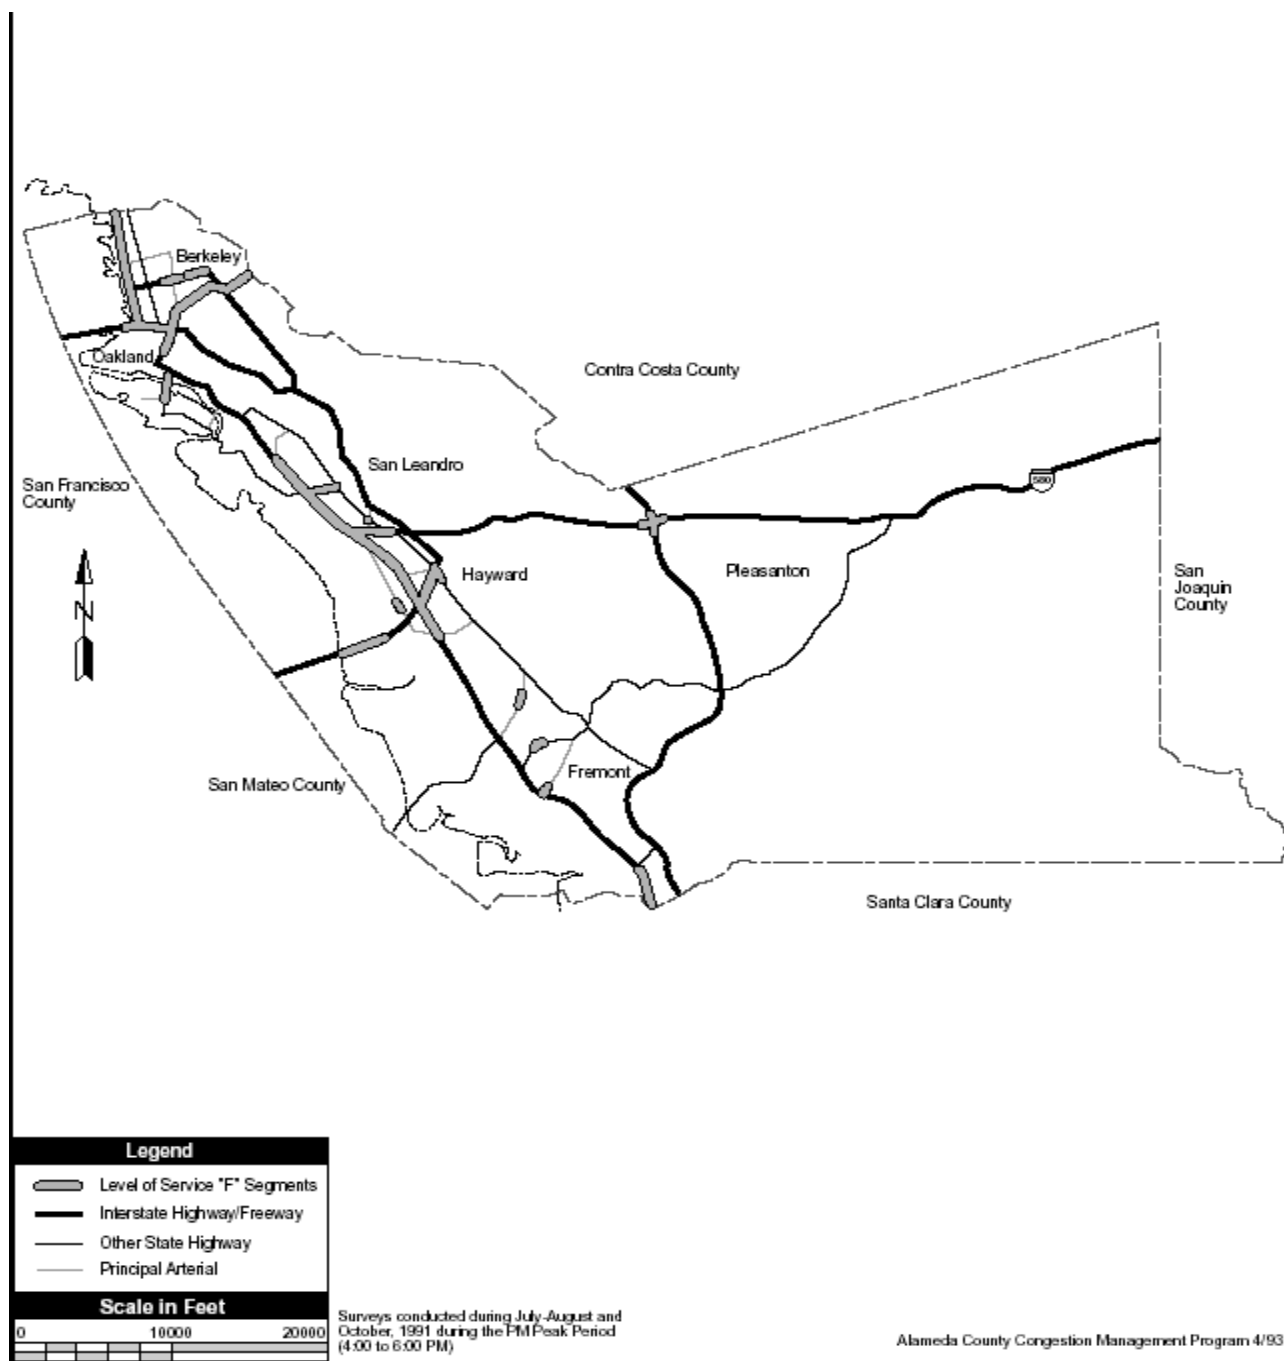 Berkeley
Oakland
Contra Costa County
San Leandro
San Francisco
County
580
N
Hayward
Pleasanton
San
Joaquin
County
San Mateo County
Fremont
Santa Clara County
Legend
Level of Service "F" Segments
Interstate Highway/Freeway
Other State Highway
Principal Arterial
Scale in Feet
0 10000 20000
Surveys conducted during July-August and
October, 1991 during the PM Peak Period
(4:00 to 6:00 PM)
Alameda County Congestion Management Program 4/93